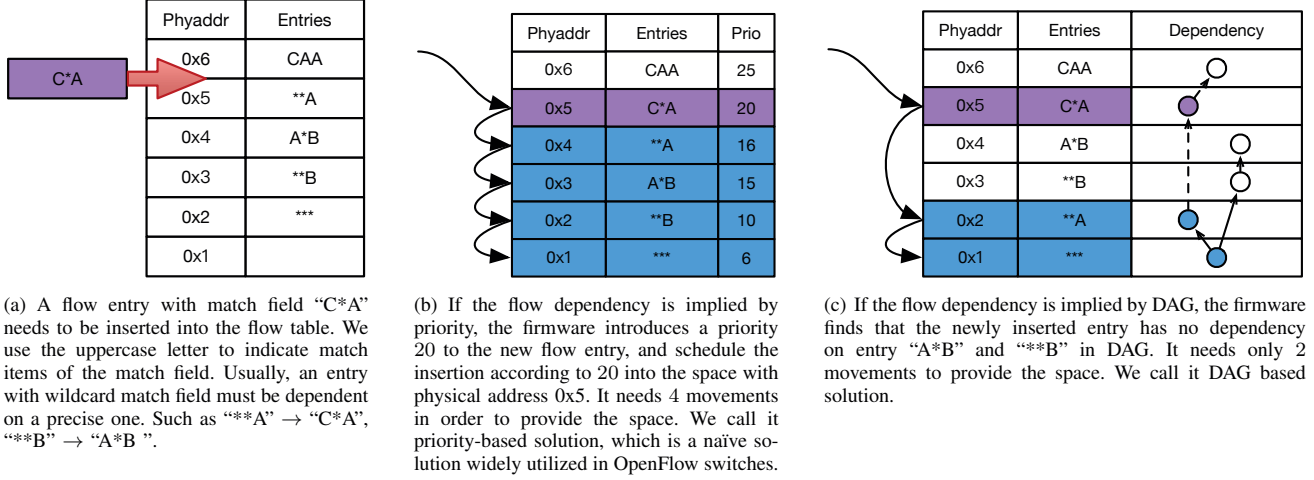 Phyaddr Entries
0x6 CAA
C*A
0x5 **A
0x4 A*B
0x3 **B
0x2 ***
0x1
(a) A flow entry with match field “C*A”
needs to be inserted into the flow table. We
use the uppercase letter to indicate match
items of the match field. Usually, an entry
with wildcard match field must be dependent
on a precise one. Such as “**A” → “C*A”,
“**B” → “A*B ”.
Phyaddr Entries Prio
0x6 CAA 25
0x5 C*A 20
0x4 **A 16
0x3 A*B 15
0x2 **B 10
0x1 *** 6
(b) If the flow dependency is implied by
priority, the firmware introduces a priority
20 to the new flow entry, and schedule the
insertion according to 20 into the space with
physical address 0x5. It needs 4 movements
in order to provide the space. We call it
priority-based solution, which is a naïve so-
lution widely utilized in OpenFlow switches.
Phyaddr Entries Dependency
0x6 CAA
0x5 C*A
0x4 A*B
0x3 **B
0x2 **A
0x1 ***
(c) If the flow dependency is implied by DAG, the firmware
finds that the newly inserted entry has no dependency
on entry “A*B” and “**B” in DAG. It needs only 2
movements to provide the space. We call it DAG based
solution.